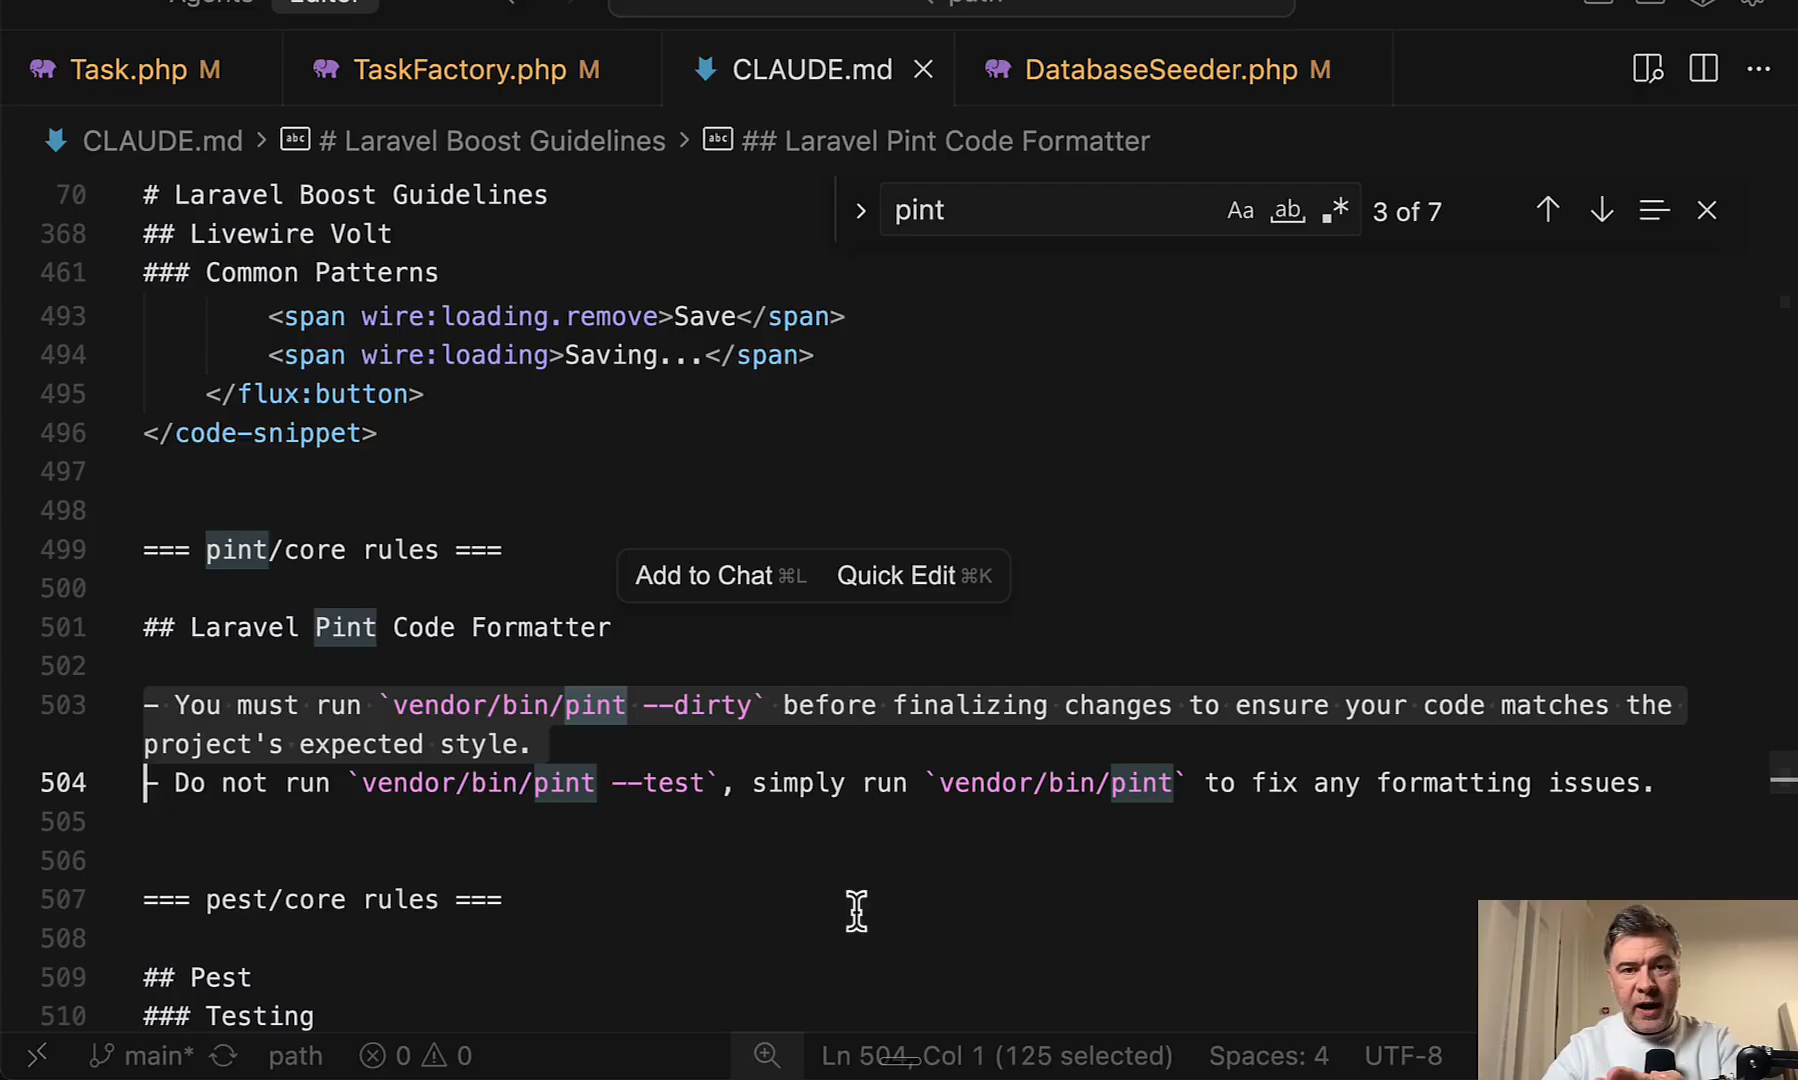 Agents Editor path
Task.php M TaskFactory.php M CLAUDE.md DatabaseSeeder.php M
CLAUDE.md > # Laravel Boost Guidelines > ## Laravel Pint Code Formatter
pint Aa ab .* 3 of 7
70 # Laravel Boost Guidelines
368 ## Livewire Volt
461 ### Common Patterns
493 <span wire:loading.remove>Save</span>
494 <span wire:loading>Saving...</span>
495 </flux:button>
496 </code-snippet>
497
498
499 === pint/core rules ===
500
Add to Chat ⌘L Quick Edit ⌘K
501 ## Laravel Pint Code Formatter
502
503 - You must run `vendor/bin/pint --dirty` before finalizing changes to ensure your code matches the
project's expected style.
504 - Do not run `vendor/bin/pint --test`, simply run `vendor/bin/pint` to fix any formatting issues.
505
506
507 === pest/core rules ===
508
509 ## Pest
510 ### Testing
main* path 0 0 Ln 504, Col 1 (125 selected) Spaces: 4 UTF-8